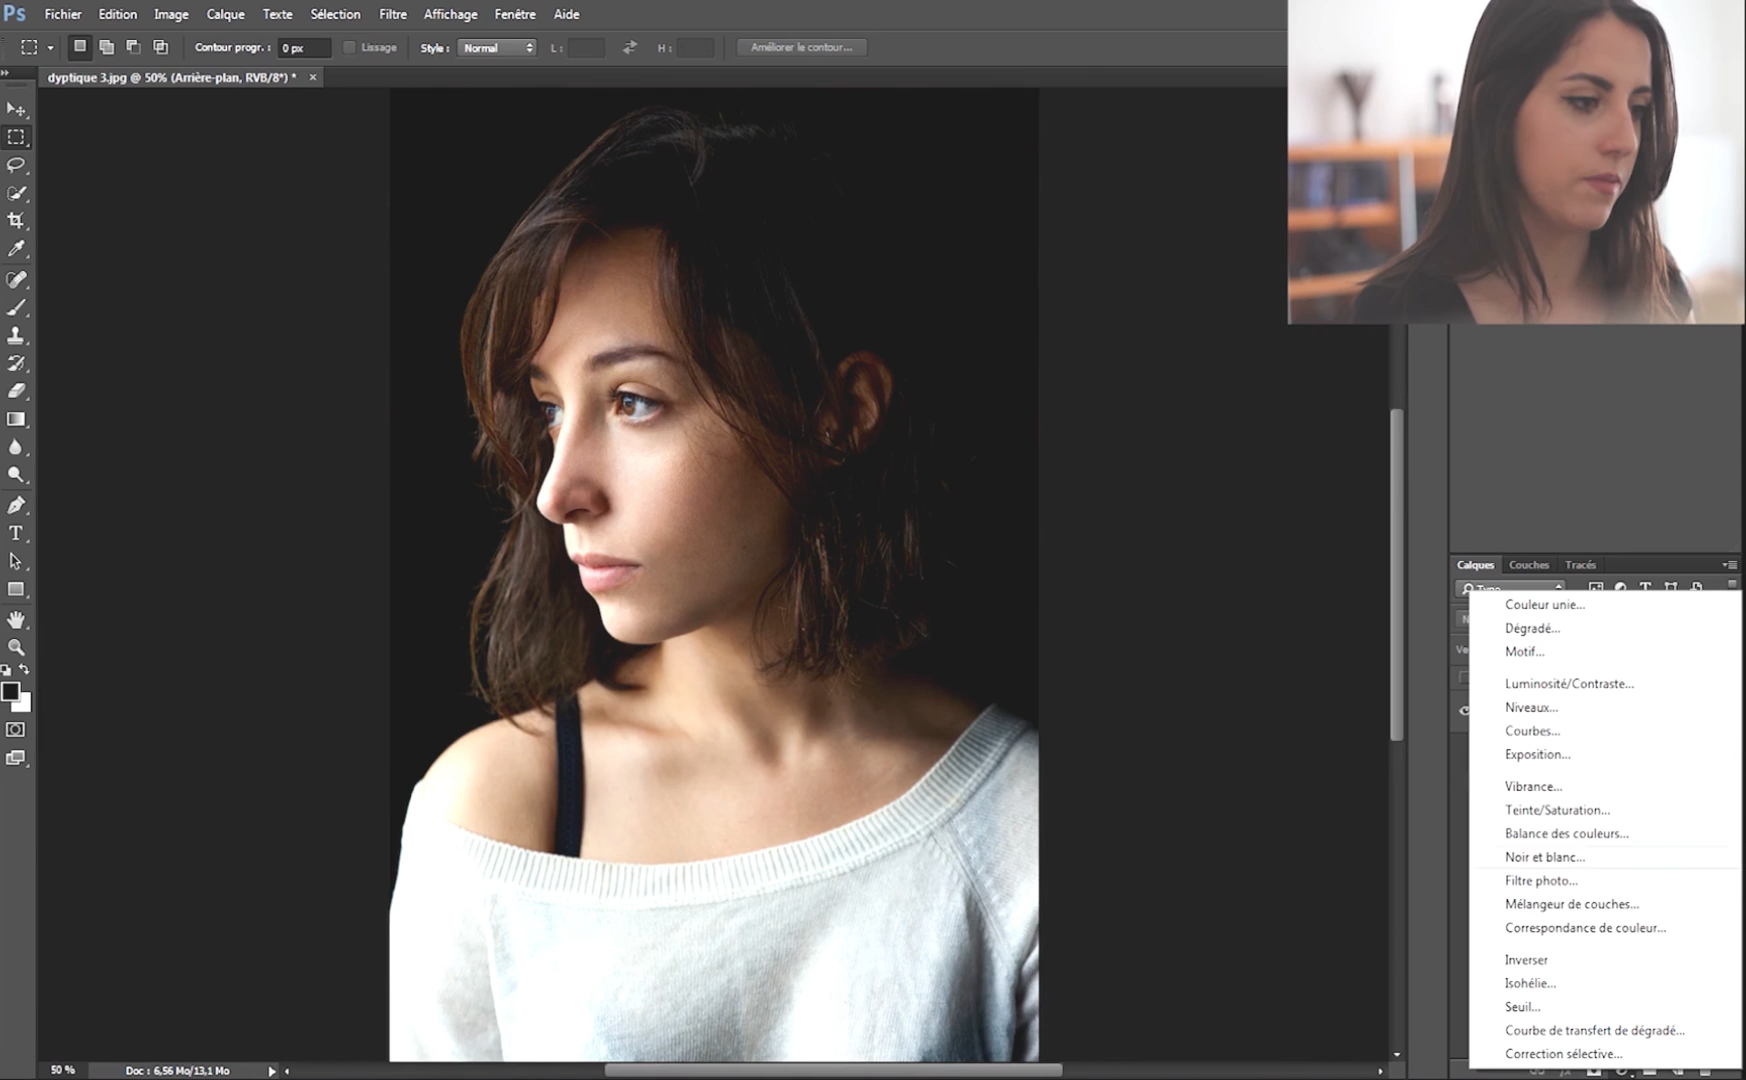 Ps Fichier Edition Image Calque Texte Sélection Filtre Affichage Fenêtre Aide
Contour progr. : 0 px Lissage Style : Normal L : H : Améliorer le contour...
dyptique 3.jpg @ 50% (Arrière-plan, RVB/8*) * ×
Calques Couches Tracés
Type
Couleur unie...
Dégradé...
Motif...
Luminosité/Contraste...
Niveaux...
Courbes...
Exposition...
Vibrance...
Teinte/Saturation...
Balance des couleurs...
Noir et blanc...
Filtre photo...
Mélangeur de couches...
Correspondance de couleur...
Inverser
Isohélie...
Seuil...
Courbe de transfert de dégradé...
Correction sélective...
50 % Doc : 6,56 Mo/13,1 Mo